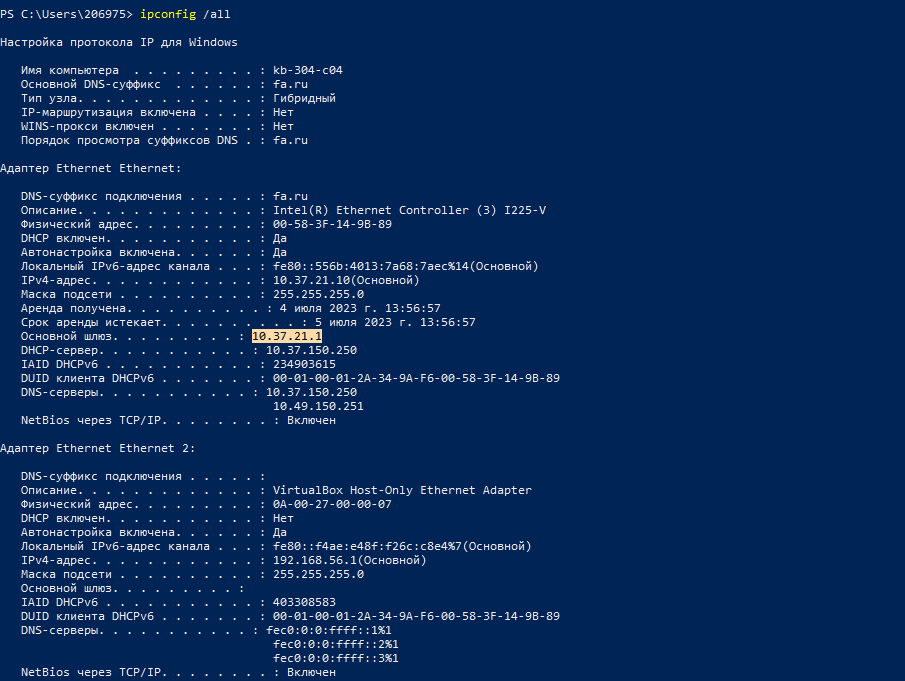 PS C:\Users\206975> ipconfig /all
Настройка протокола IP для Windows
Имя компьютера . . . . . . . . . : kb-304-c04
Основной DNS-суффикс . . . . . . : fa.ru
Тип узла. . . . . . . . . . . . . : Гибридный
IP-маршрутизация включена . . . . : Нет
WINS-прокси включен . . . . . . . : Нет
Порядок просмотра суффиксов DNS . : fa.ru
Адаптер Ethernet Ethernet:
DNS-суффикс подключения . . . . . : fa.ru
Описание. . . . . . . . . . . . . : Intel(R) Ethernet Controller (3) I225-V
Физический адрес. . . . . . . . . : 00-58-3F-14-9B-89
DHCP включен. . . . . . . . . . . : Да
Автонастройка включена. . . . . . : Да
Локальный IPv6-адрес канала . . . : fe80::556b:4013:7a68:7aec%14(Основной)
IPv4-адрес. . . . . . . . . . . . : 10.37.21.10(Основной)
Маска подсети . . . . . . . . . . : 255.255.255.0
Аренда получена. . . . . . . . . . : 4 июля 2023 г. 13:56:57
Срок аренды истекает. . . . . . . . . . : 5 июля 2023 г. 13:56:57
Основной шлюз. . . . . . . . . : 10.37.21.1
DHCP-сервер. . . . . . . . . . . : 10.37.150.250
IAID DHCPv6 . . . . . . . . . . . : 234903615
DUID клиента DHCPv6 . . . . . . . : 00-01-00-01-2A-34-9A-F6-00-58-3F-14-9B-89
DNS-серверы. . . . . . . . . . . : 10.37.150.250
10.49.150.251
NetBios через TCP/IP. . . . . . . . : Включен
Адаптер Ethernet Ethernet 2:
DNS-суффикс подключения . . . . . :
Описание. . . . . . . . . . . . . : VirtualBox Host-Only Ethernet Adapter
Физический адрес. . . . . . . . . : 0A-00-27-00-00-07
DHCP включен. . . . . . . . . . . : Нет
Автонастройка включена. . . . . . : Да
Локальный IPv6-адрес канала . . . : fe80::f4ae:e48f:f26c:c8e4%7(Основной)
IPv4-адрес. . . . . . . . . . . . : 192.168.56.1(Основной)
Маска подсети . . . . . . . . . . : 255.255.255.0
Основной шлюз. . . . . . . . . :
IAID DHCPv6 . . . . . . . . . . . : 403308583
DUID клиента DHCPv6 . . . . . . . : 00-01-00-01-2A-34-9A-F6-00-58-3F-14-9B-89
DNS-серверы. . . . . . . . . . . : fec0:0:0:ffff::1%1
fec0:0:0:ffff::2%1
fec0:0:0:ffff::3%1
NetBios через TCP/IP. . . . . . . . : Включен